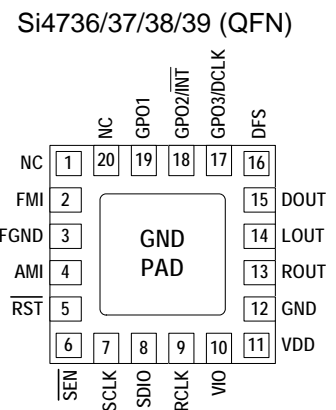 Si4736/37/38/39 (QFN)
NC
GPO1
GPO2/INT
GPO3/DCLK
DFS
20
19
18
17
16
NC 1
FMI 2
FGND 3
AMI 4
RST 5
GND
PAD
15 DOUT
14 LOUT
13 ROUT
12 GND
11 VDD
6
7
8
9
10
SEN
SCLK
SDIO
RCLK
VIO